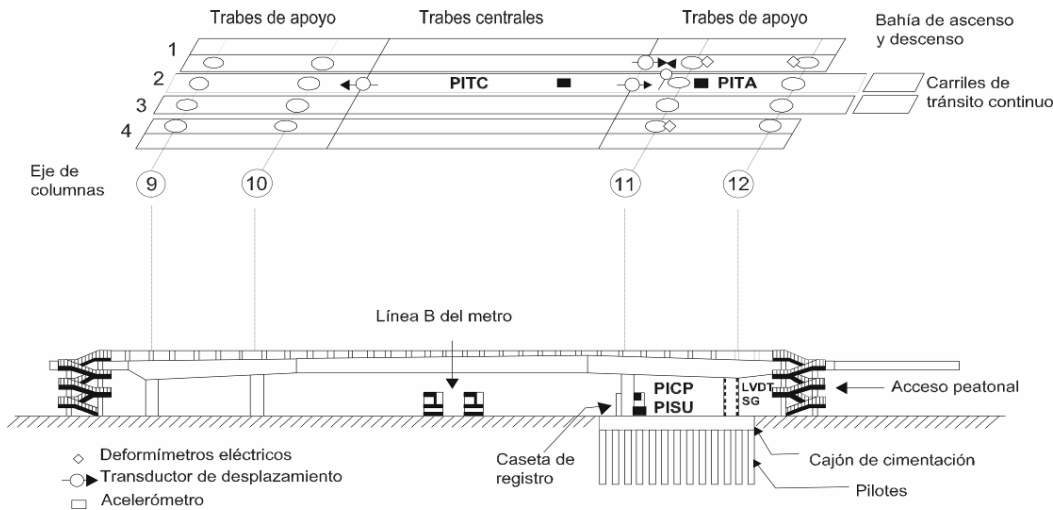 Trabes de apoyo
Trabes centrales
Trabes de apoyo
Bahía de ascenso
y descenso
1
2
PITC
PITA
Carriles de
tránsito continuo
3
4
Eje de
columnas
9
10
11
12
Línea B del metro
PICP
PISU
LVDT
SG
Acceso peatonal
Deformímetros eléctricos
Transductor de desplazamiento
Acelerómetro
Caseta de
registro
Cajón de cimentación
Pilotes